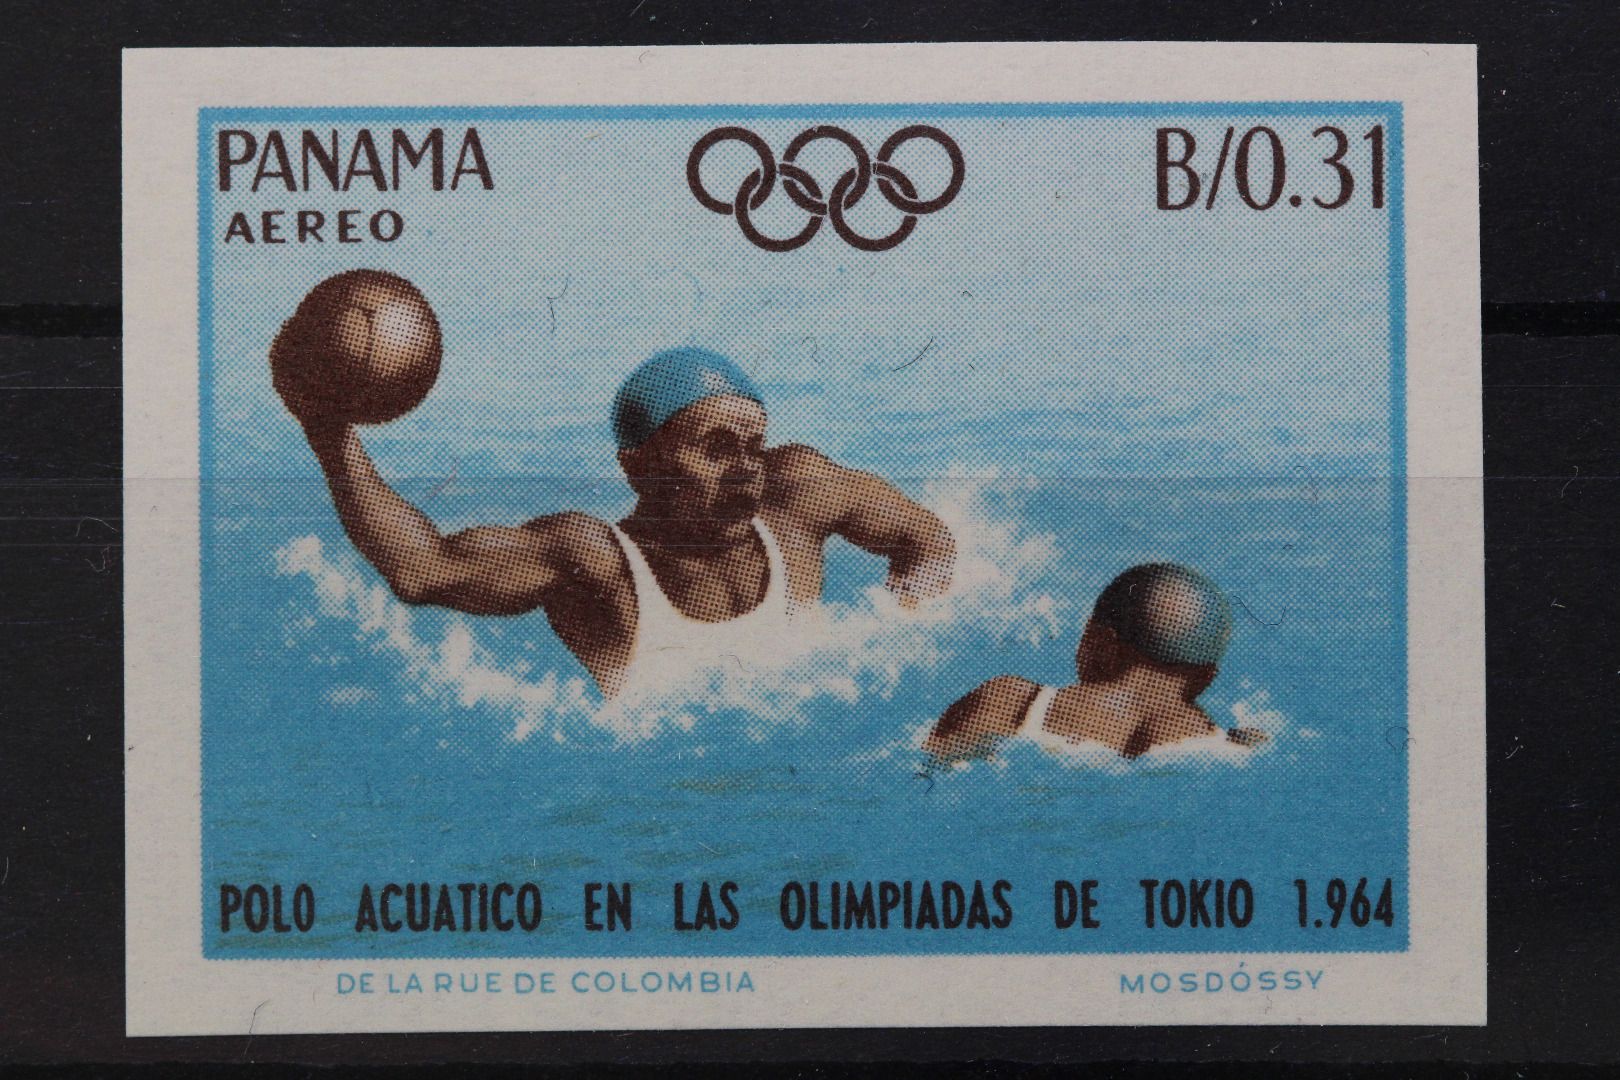 PANAMA
B/0.31
AEREO
POLO ACUATICO EN LAS OLIMPIADAS DE TOKIO 1.964
DE LA RUE DE COLOMBIA
MOSDÓSSY